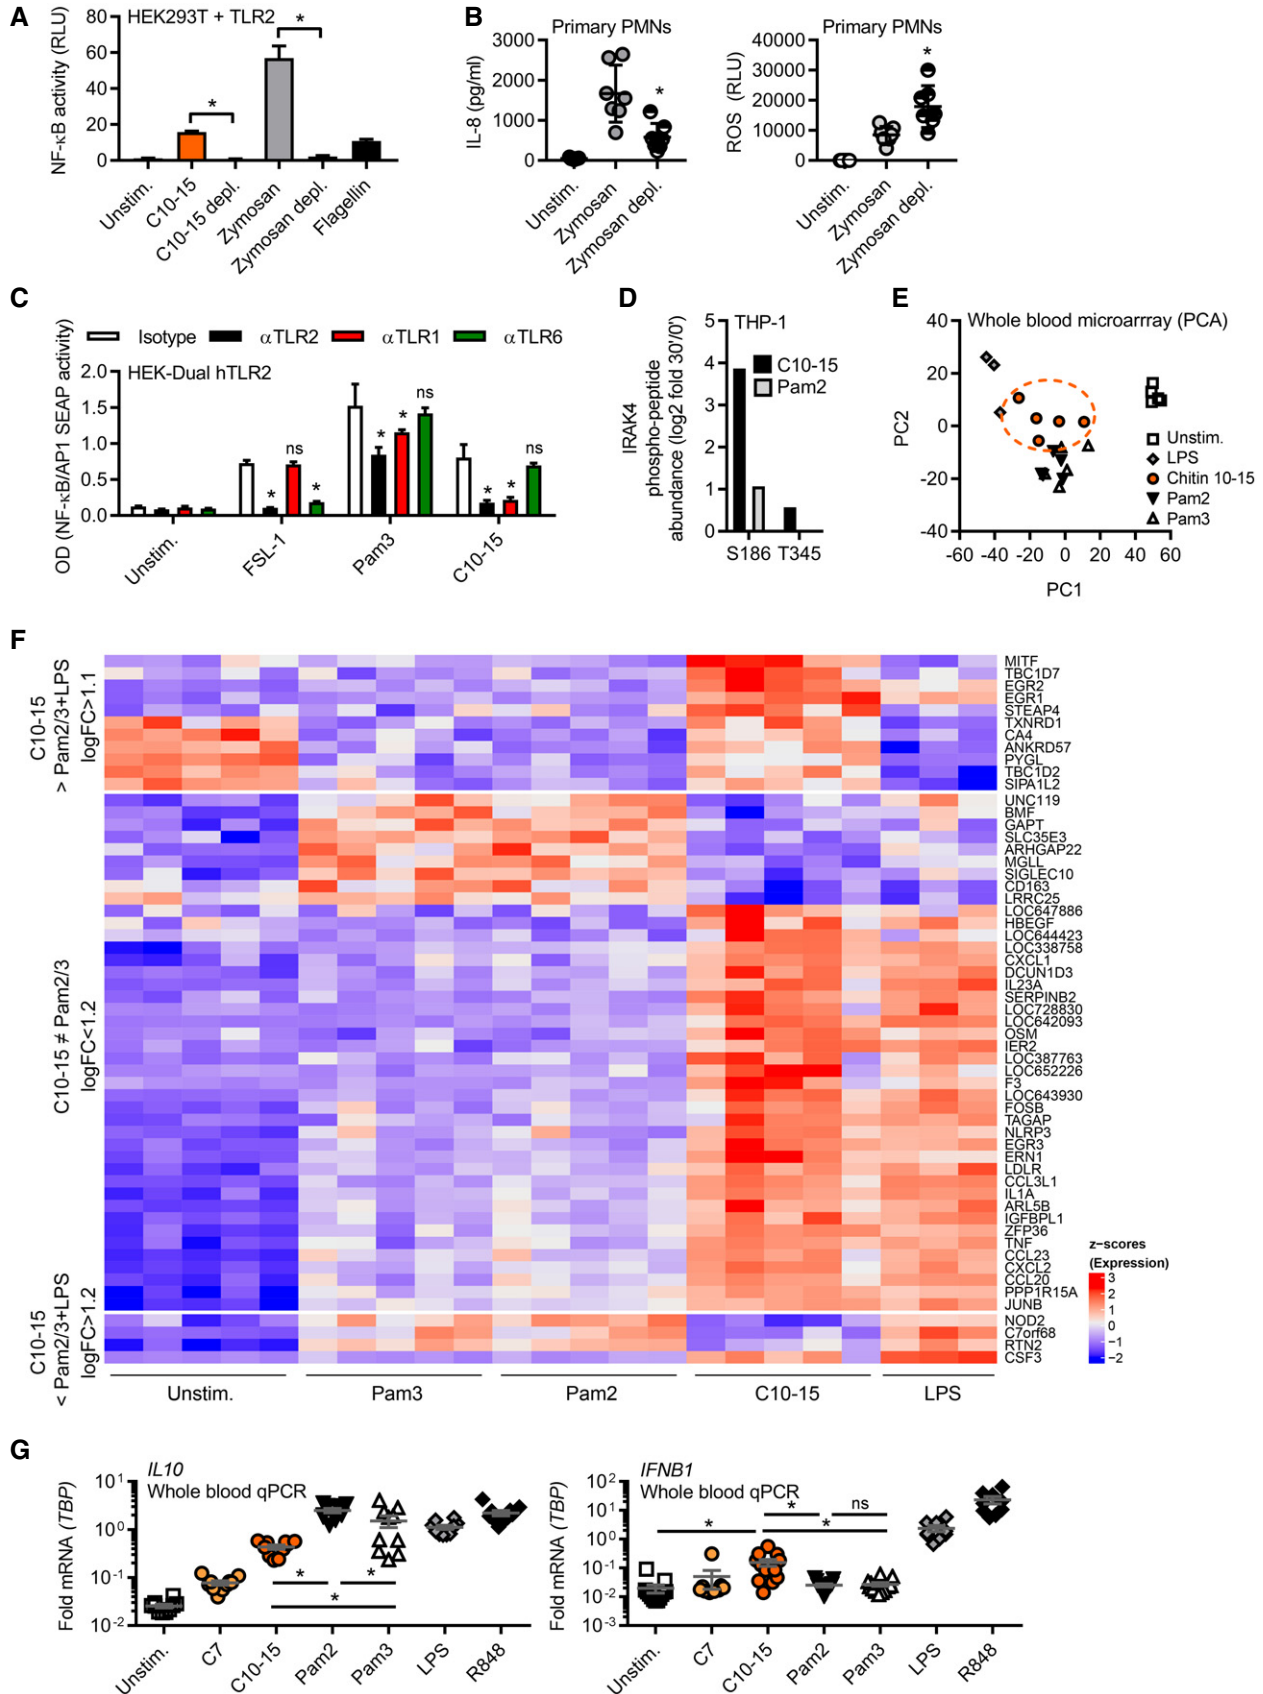 A
HEK293T + TLR2
NF-κB activity (RLU)
80
60
40
20
0
*
*
Unstim.
C10-15
C10-15 depl.
Zymosan
Zymosan depl.
Flagellin
B
Primary PMNs
IL-8 (pg/ml)
3000
2000
1000
0
*
Unstim.
Zymosan
Zymosan depl.
Primary PMNs
ROS (RLU)
40000
30000
20000
10000
0
*
Unstim.
Zymosan
Zymosan depl.
C
Isotype
αTLR2
αTLR1
αTLR6
HEK-Dual hTLR2
OD (NF-κB/AP1 SEAP activity)
2.0
1.5
1.0
0.5
0.0
* ns *
* * ns
* * ns
Unstim.
FSL-1
Pam3
C10-15
D
THP-1
C10-15
Pam2
IRAK4
phospho-peptide
abundance (log2 fold 30'/0')
5
4
3
2
1
0
S186 T345
E
Whole blood microarrray (PCA)
PC2
40
20
0
-20
-40
-60 -40 -20 0 20 40 60
PC1
Unstim.
LPS
Chitin 10-15
Pam2
Pam3
F
C10-15
> Pam2/3+LPS
logFC>1.1
C10-15 ≠ Pam2/3
logFC<1.2
C10-15
< Pam2/3+LPS
logFC>1.2
MITF
TBC1D7
EGR2
EGR1
STEAP4
TXNRD1
CA4
ANKRD57
PYGL
TBC1D2
SIPA1L2
UNC119
BMF
GAPT
SLC35E3
ARHGAP22
MGLL
SIGLEC10
CD163
LRRC25
LOC647886
HBEGF
LOC644423
LOC338758
CXCL1
DCUN1D3
IL23A
SERPINB2
LOC728830
LOC642093
OSM
IER2
LOC387763
LOC652226
F3
LOC643930
FOSB
TAGAP
NLRP3
EGR3
ERN1
LDLR
CCL3L1
IL1A
ARL5B
IGFBPL1
ZFP36
TNF
CCL23
CXCL2
CCL20
PPP1R15A
JUNB
NOD2
C7orf68
RTN2
CSF3
z−scores
(Expression)
3
2
1
0
−1
−2
Unstim.
Pam3
Pam2
C10-15
LPS
G
IL10
Whole blood qPCR
Fold mRNA (TBP)
10¹
10⁰
10⁻¹
10⁻²
* *
*
Unstim.
C7
C10-15
Pam2
Pam3
LPS
R848
IFNB1
Whole blood qPCR
Fold mRNA (TBP)
10²
10¹
10⁰
10⁻¹
10⁻²
10⁻³
* ns
* *
Unstim.
C7
C10-15
Pam2
Pam3
LPS
R848